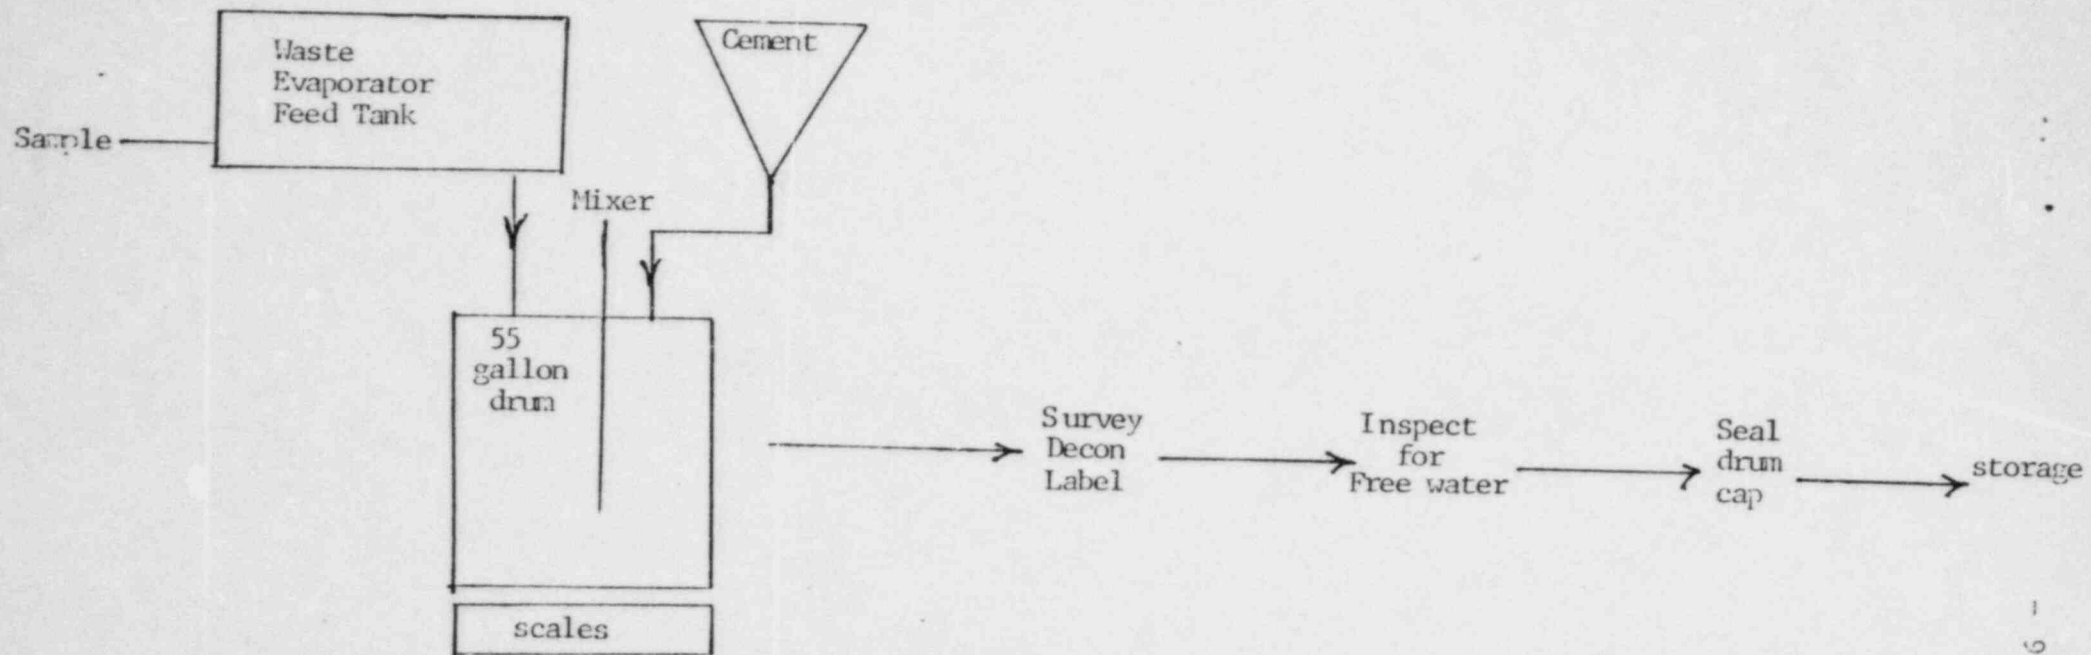 Waste
Evaporator
Feed Tank
Cement
Sample
Mixer
55
gallon
drum
scales
Survey
Decon
Label
Inspect
for
Free water
Seal
drum
cap
storage
6 -